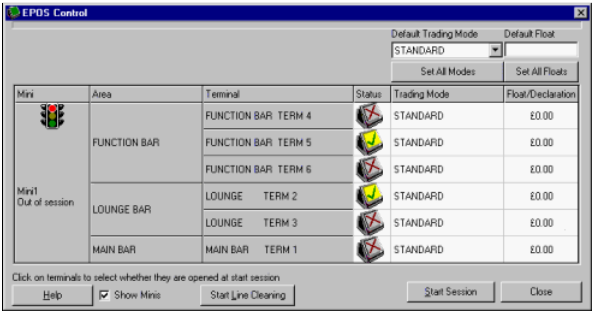 EPOS Control
Default Trading Mode Default Float
STANDARD
Set All Modes Set All Floats
Mini Area Terminal Status Trading Mode Float/Declaration
FUNCTION BAR TERM 4 STANDARD £0.00
FUNCTION BAR FUNCTION BAR TERM 5 STANDARD £0.00
FUNCTION BAR TERM 6 STANDARD £0.00
Mini1
Out of session
LOUNGE BAR
LOUNGE TERM 2 STANDARD £0.00
LOUNGE TERM 3 STANDARD £0.00
MAIN BAR MAIN BAR TERM 1 STANDARD £0.00
Click on terminals to select whether they are opened at start session
Help Show Minis Start Line Cleaning Start Session Close